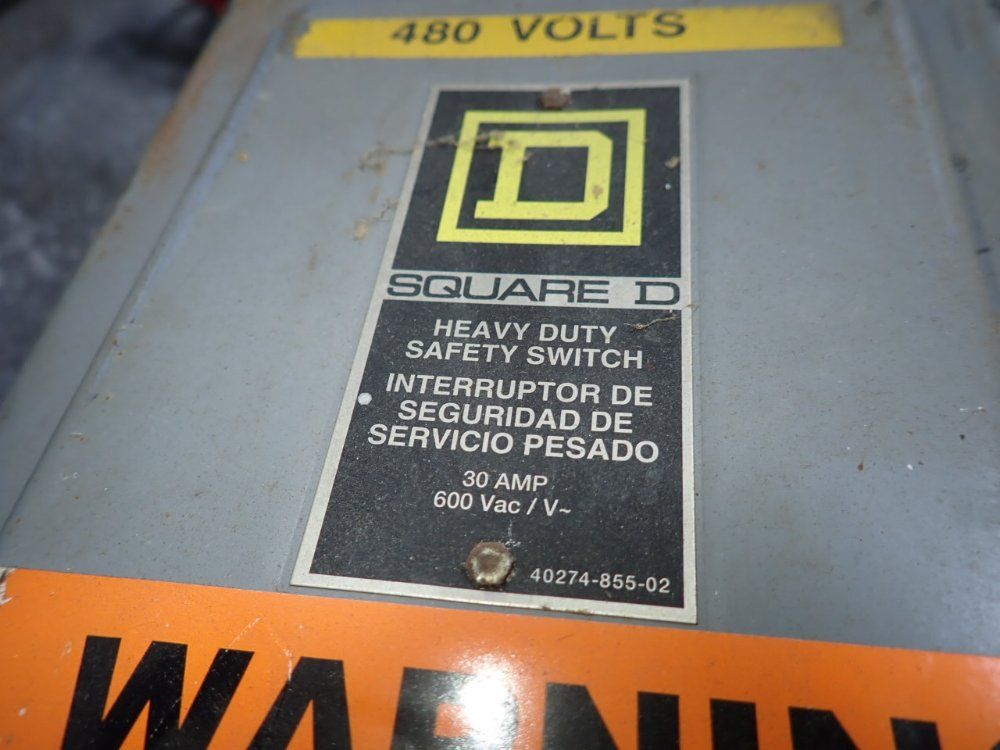 480 VOLTS
D
SQUARE D
HEAVY DUTY
SAFETY SWITCH
INTERRUPTOR DE
SEGURIDAD DE
SERVICIO PESADO
30 AMP
600 Vac / V~
40274-855-02
WARNIN